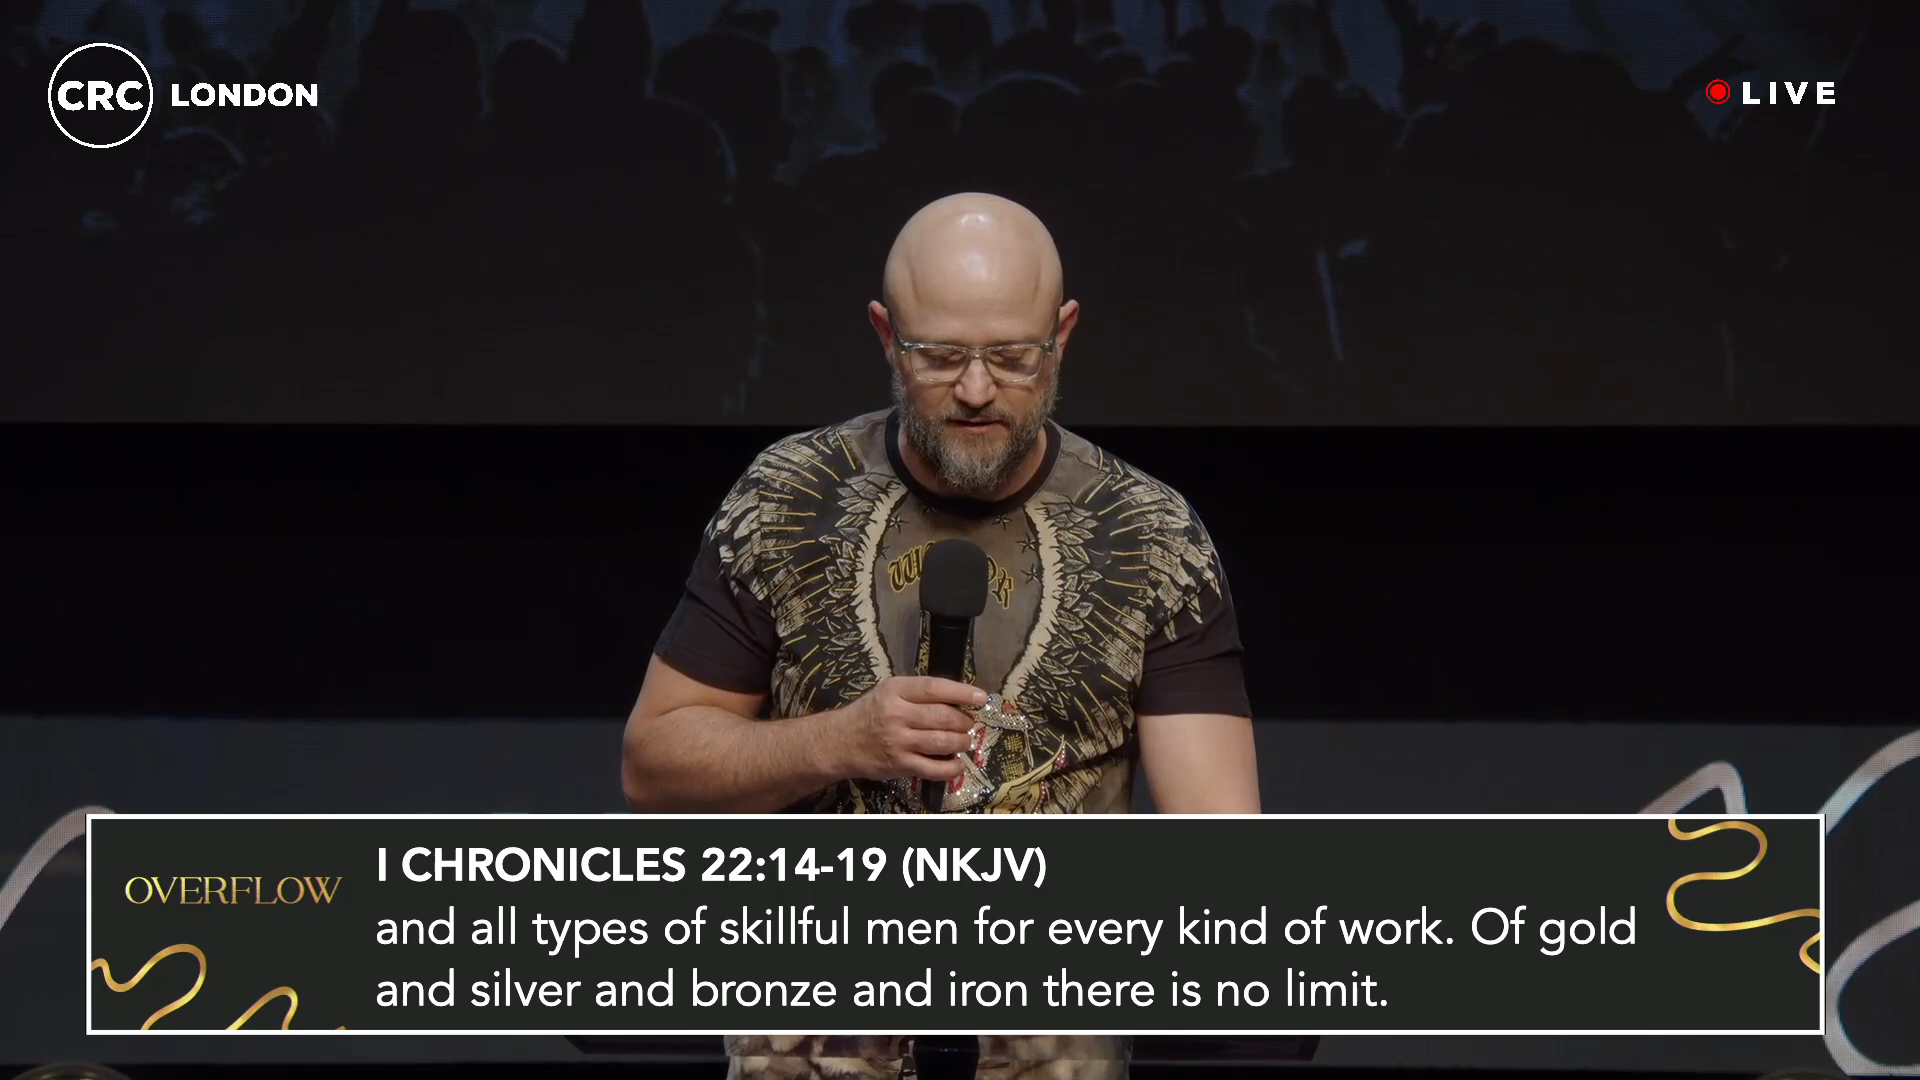 CRC LONDON
LIVE
OVERFLOW
I CHRONICLES 22:14-19 (NKJV)
and all types of skillful men for every kind of work. Of gold
and silver and bronze and iron there is no limit.